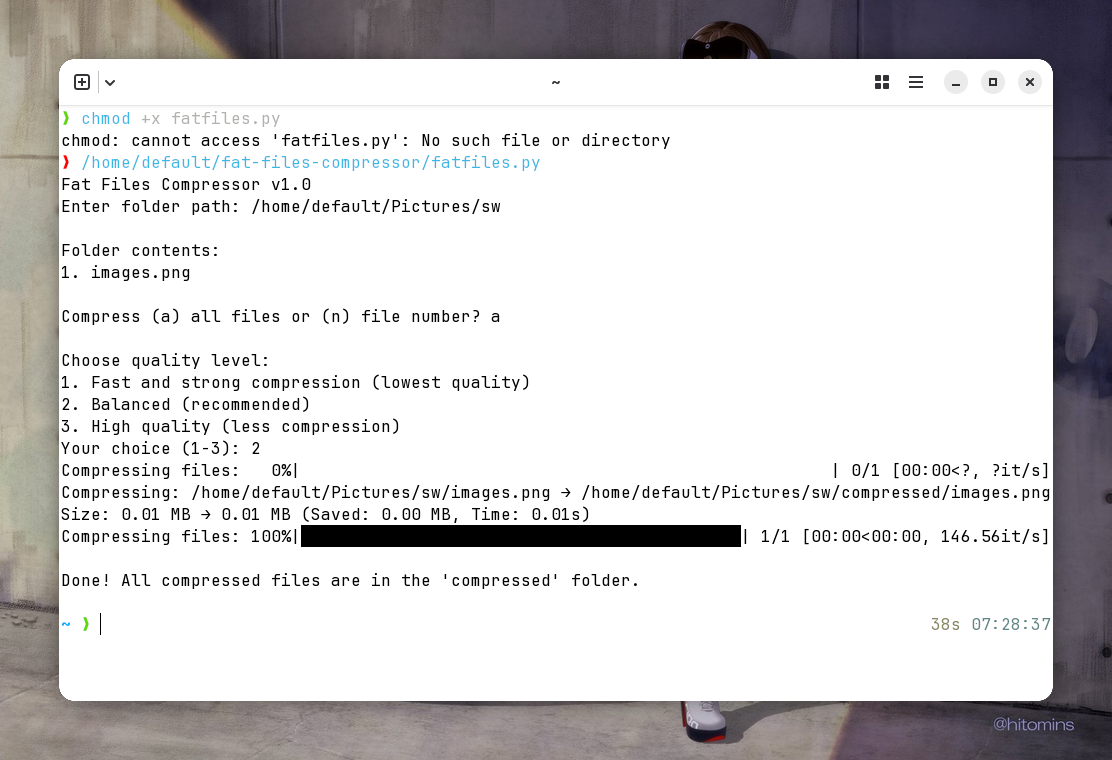 ~
❯ chmod +x fatfiles.py
chmod: cannot access 'fatfiles.py': No such file or directory
❯ /home/default/fat-files-compressor/fatfiles.py
Fat Files Compressor v1.0
Enter folder path: /home/default/Pictures/sw
Folder contents:
1. images.png
Compress (a) all files or (n) file number? a
Choose quality level:
1. Fast and strong compression (lowest quality)
2. Balanced (recommended)
3. High quality (less compression)
Your choice (1-3): 2
Compressing files:   0%|                                                      | 0/1 [00:00<?, ?it/s]
Compressing: /home/default/Pictures/sw/images.png → /home/default/Pictures/sw/compressed/images.png
Size: 0.01 MB → 0.01 MB (Saved: 0.00 MB, Time: 0.01s)
Compressing files: 100%|████████████████████████████████████████████| 1/1 [00:00<00:00, 146.56it/s]
Done! All compressed files are in the 'compressed' folder.
~ ❯ 38s 07:28:37
@hitomins